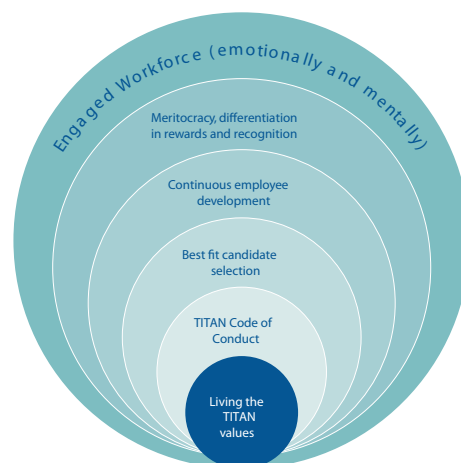 Engaged Workforce (emotionally and mentally)
Meritocracy, differentiation
in rewards and recognition
Continuous employee
development
Best fit candidate
selection
TITAN Code of
Conduct
Living the
TITAN
values